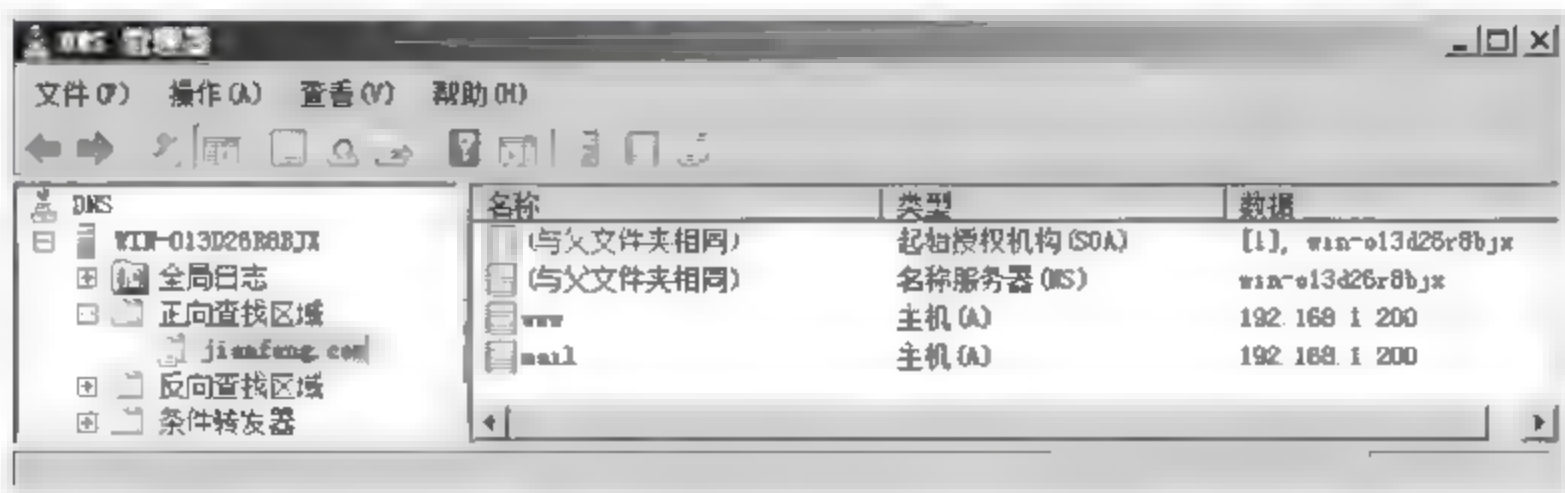 DNS 管理器
文件(F) 操作(A) 查看(V) 帮助(H)
DNS
WIN-O13D26R8BJX
全局日志
正向查找区域
jianfeng.com
反向查找区域
条件转发器
名称 类型 数据
(与父文件夹相同) 起始授权机构(SOA) [1], win-o13d26r8bjx
(与父文件夹相同) 名称服务器(NS) win-o13d26r8bjx
www 主机(A) 192.168.1.200
mail 主机(A) 192.168.1.200